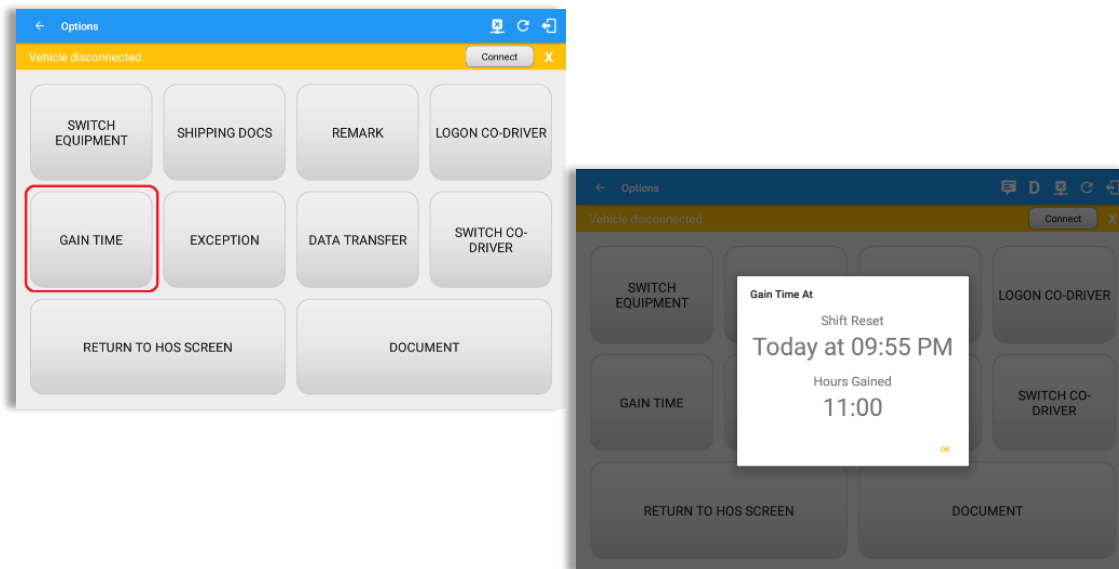 Options
Vehicle disconnected
Connect
X
SWITCH
EQUIPMENT
SHIPPING DOCS
REMARK
LOGON CO-DRIVER
GAIN TIME
EXCEPTION
DATA TRANSFER
SWITCH CO-
DRIVER
RETURN TO HOS SCREEN
DOCUMENT
Options
D
Vehicle disconnected
Connect
X
SWITCH
EQUIPMENT
LOGON CO-DRIVER
Gain Time At
Shift Reset
Today at 09:55 PM
Hours Gained
11:00
OK
GAIN TIME
SWITCH CO-
DRIVER
RETURN TO HOS SCREEN
DOCUMENT